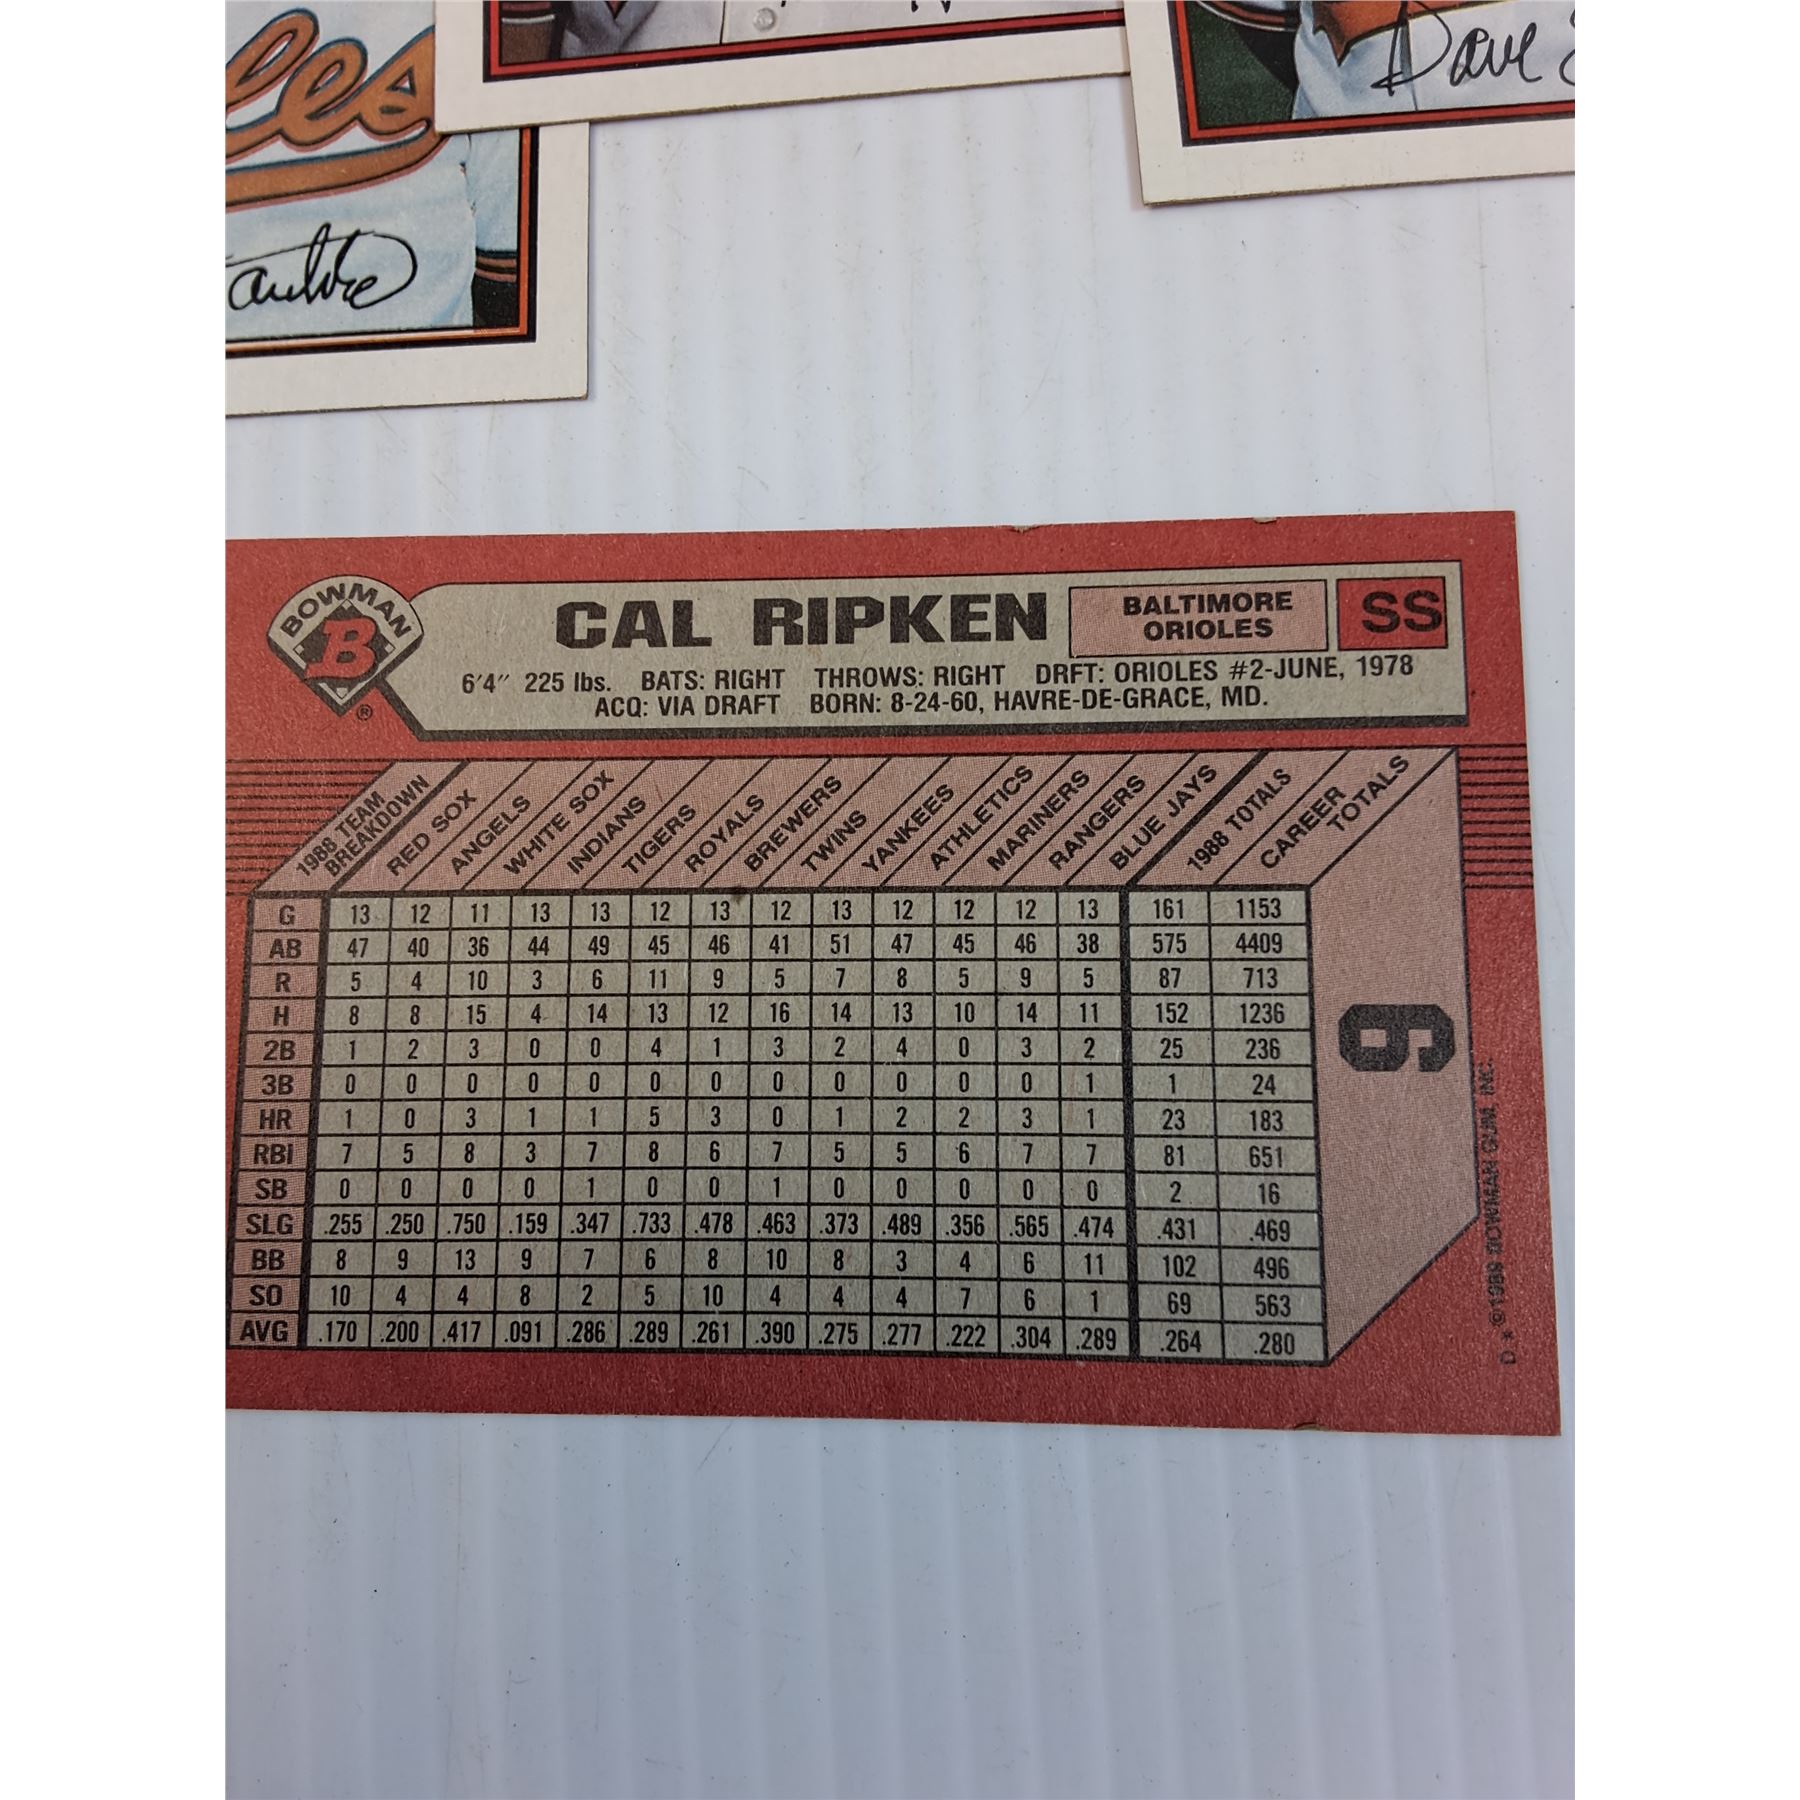 les
Dave
BOWMAN
B
®
CAL RIPKEN
BALTIMORE
ORIOLES
SS
6'4" 225 lbs. BATS: RIGHT THROWS: RIGHT DRFT: ORIOLES #2-JUNE, 1978
ACQ: VIA DRAFT BORN: 8-24-60, HAVRE-DE-GRACE, MD.
1988 TEAM BREAKDOWN RED SOX ANGELS WHITE SOX INDIANS TIGERS ROYALS BREWERS TWINS YANKEES ATHLETICS MARINERS RANGERS BLUE JAYS 1988 TOTALS CAREER TOTALS
G 13 12 11 13 13 12 13 12 13 12 12 12 13 161 1153
AB 47 40 36 44 49 45 46 41 51 47 45 46 38 575 4409
R 5 4 10 3 6 11 9 5 7 8 5 9 5 87 713
H 8 8 15 4 14 13 12 16 14 13 10 14 11 152 1236
2B 1 2 3 0 0 4 1 3 2 4 0 3 2 25 236
3B 0 0 0 0 0 0 0 0 0 0 0 0 1 1 24
HR 1 0 3 1 1 5 3 0 1 2 2 3 1 23 183
RBI 7 5 8 3 7 8 6 7 5 5 6 7 7 81 651
SB 0 0 0 0 1 0 0 1 0 0 0 0 0 2 16
SLG .255 .250 .750 .159 .347 .733 .478 .463 .373 .489 .356 .565 .474 .431 .469
BB 8 9 13 9 7 6 8 10 8 3 4 6 11 102 496
SO 10 4 4 8 2 5 10 4 4 4 7 6 1 69 563
AVG .170 .200 .417 .091 .286 .289 .261 .390 .275 .277 .222 .304 .289 .264 .280
9
D * ©1989 BOWMAN GUM, INC.